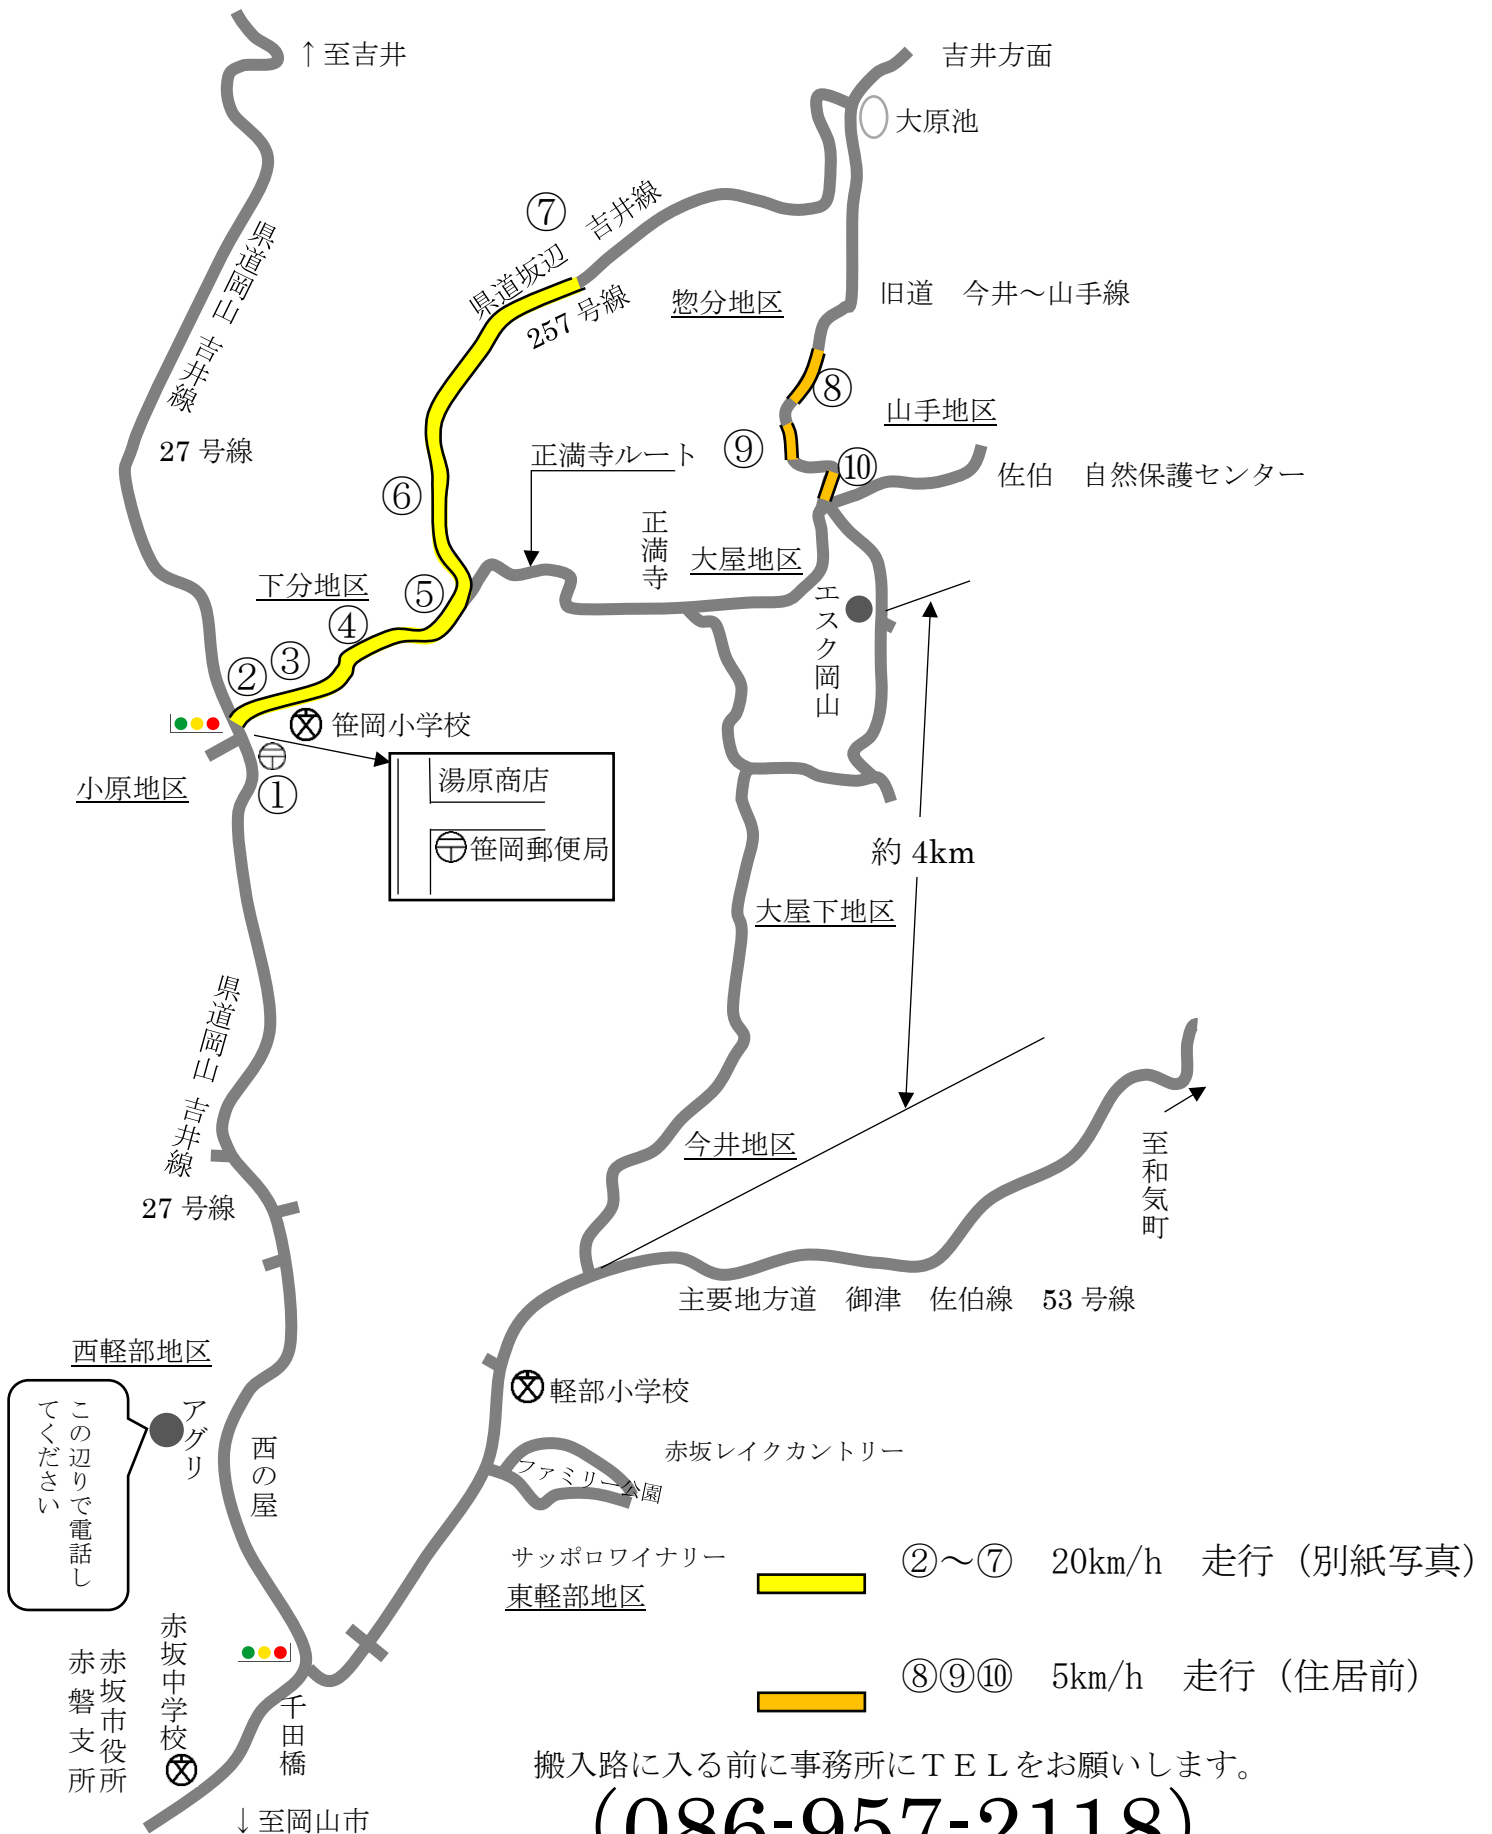 ↑至吉井
吉井方面
大原池
⑦
県道坂辺 吉井線
257 号線
県道岡山 吉井線
27 号線
惣分地区
旧道 今井～山手線
⑧
山手地区
⑨
⑩
佐伯 自然保護センター
正満寺ルート
⑥
正満寺
大屋地区
下分地区
⑤
④
③
②
エスク岡山
笹岡小学校
小原地区
①
湯原商店
〒笹岡郵便局
〒
約 4km
大屋下地区
県道岡山 吉井線
27 号線
今井地区
至和気町
主要地方道 御津 佐伯線 53 号線
西軽部地区
軽部小学校
この辺りで電話し
てください
アグリ
西の屋
赤坂レイクカントリー
ファミリー公園
サッポロワイナリー
東軽部地区
②～⑦ 20km/h 走行（別紙写真）
⑧⑨⑩ 5km/h 走行（住居前）
赤坂中学校
赤坂市役所
赤磐支所
千田橋
↓至岡山市
搬入路に入る前に事務所にＴＥＬをお願いします。
（086-957-2118）